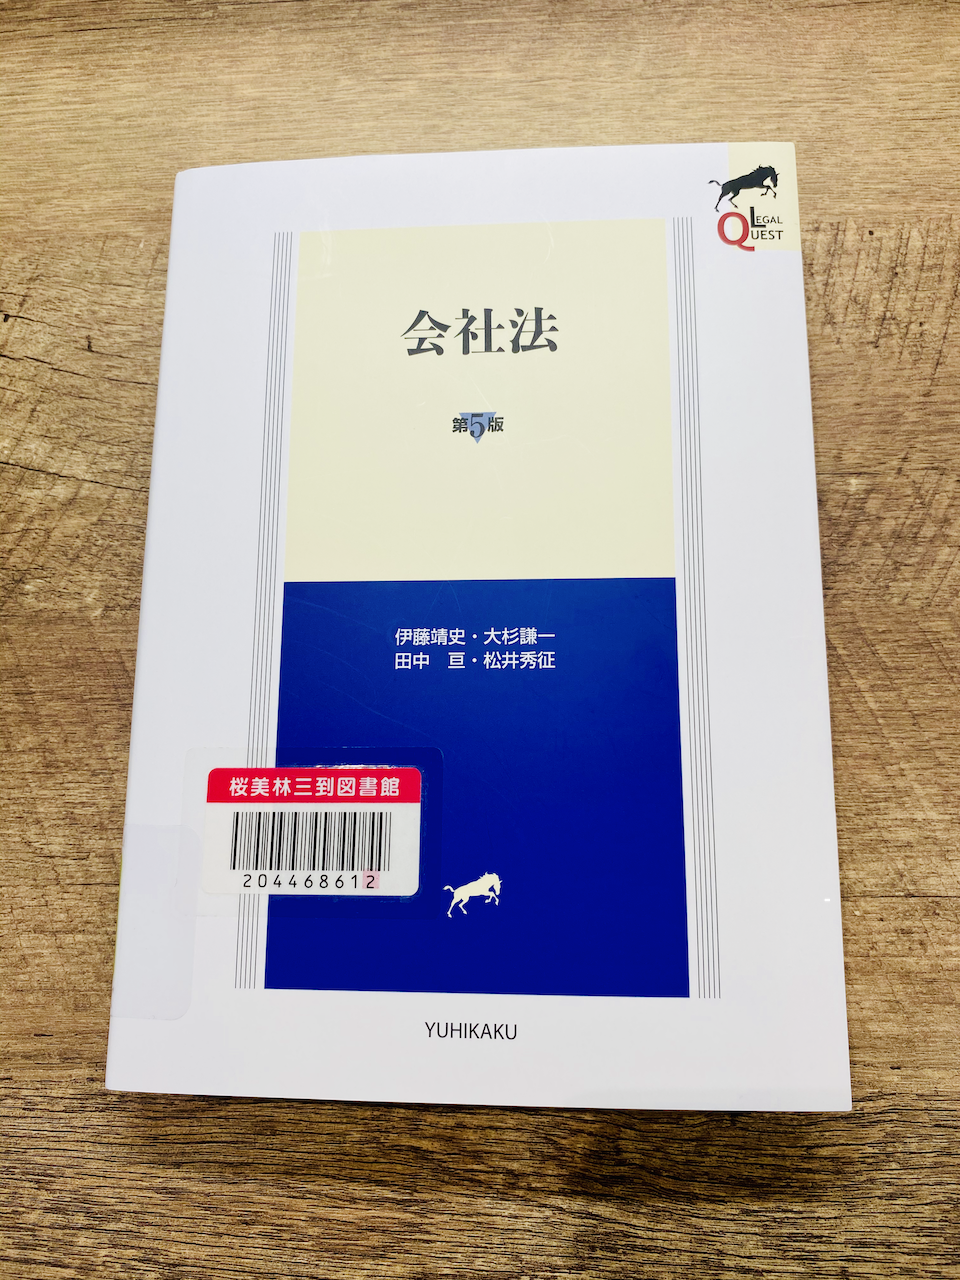 LEGAL
QUEST
会社法
第5版
伊藤靖史・大杉謙一
田中 亘・松井秀征
桜美林三到図書館
204468612
YUHIKAKU